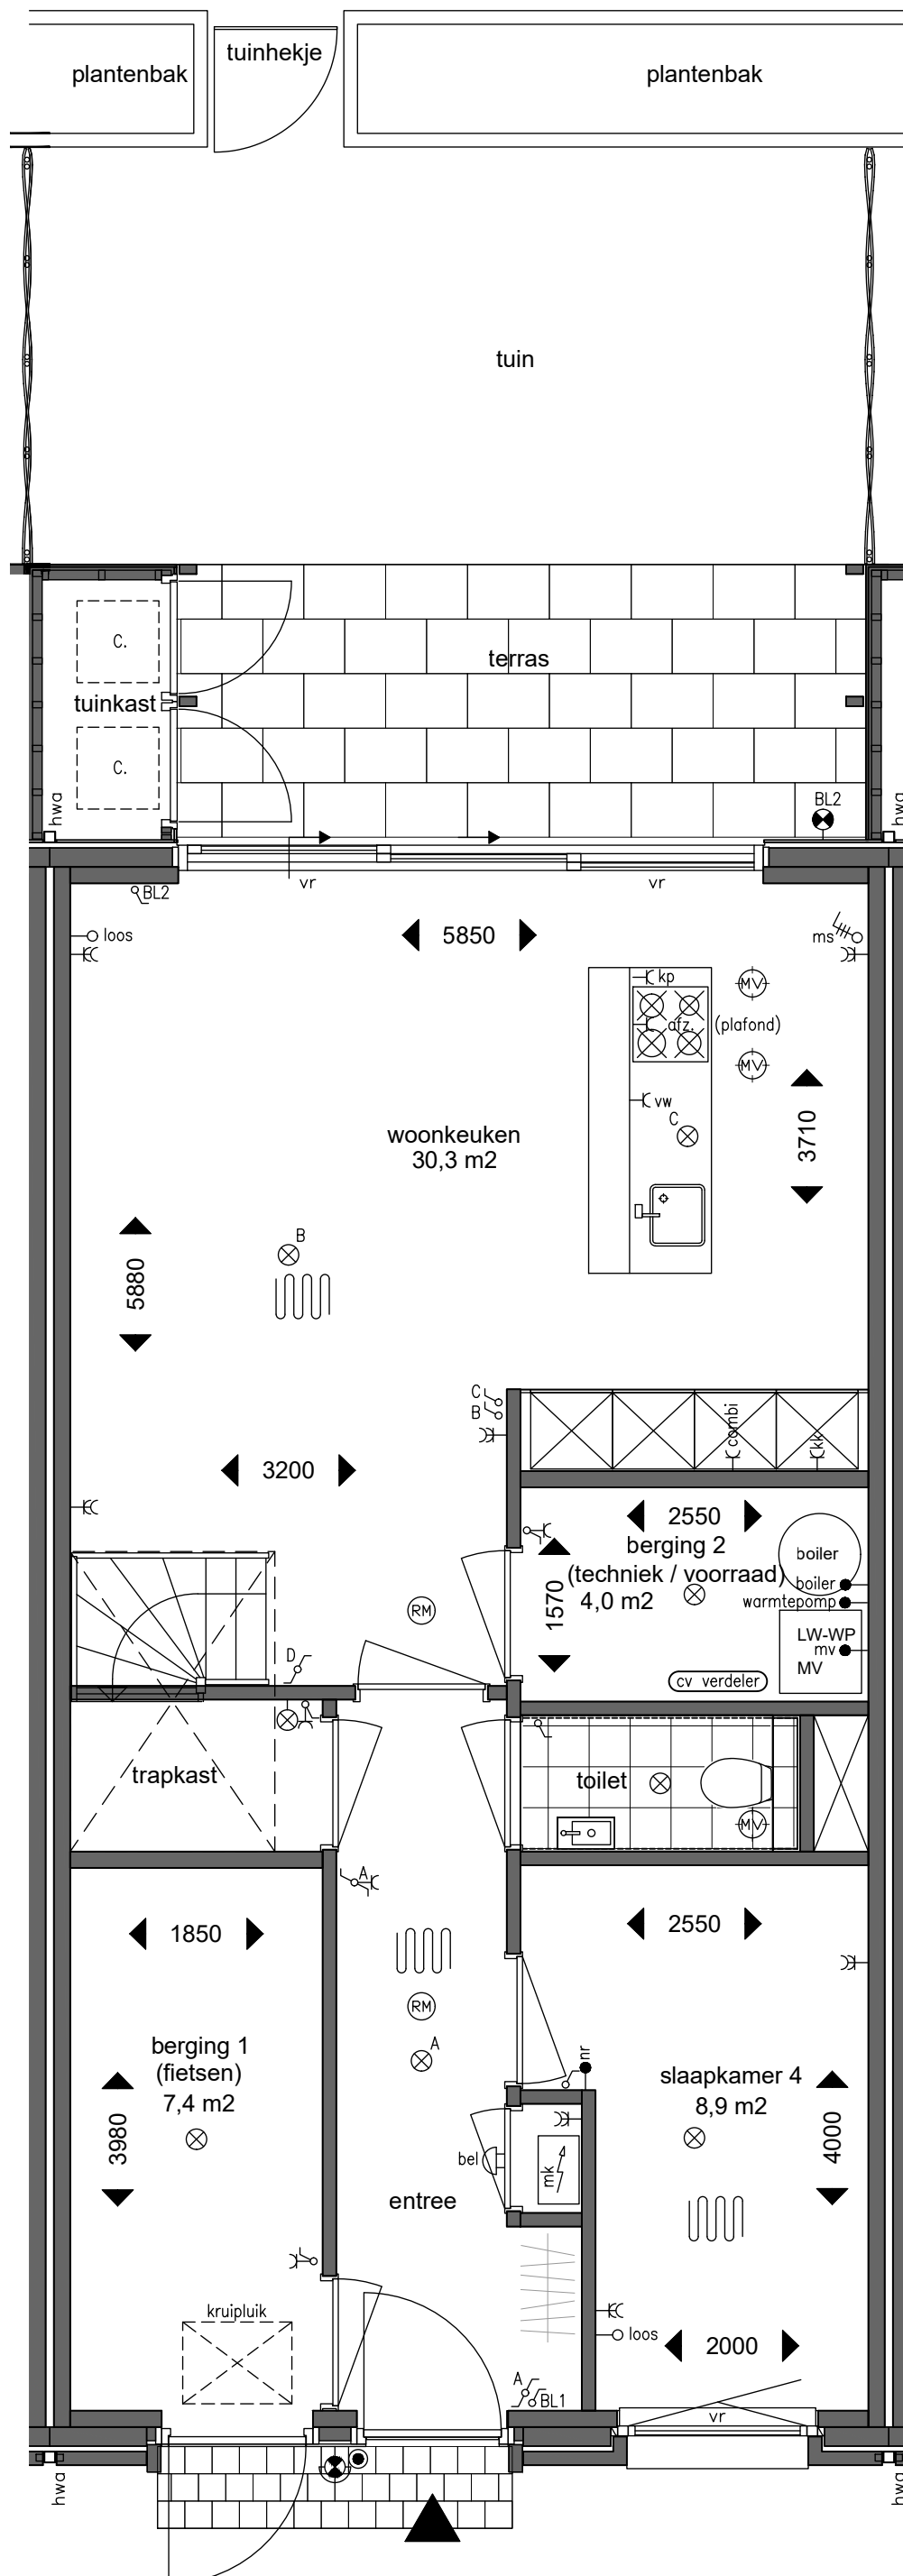 plantenbak
tuinhekje
plantenbak
tuin
C.
tuinkast
C.
terras
hwa
BL2
hwa
BL2
vr
vr
loos
5850
ms
kp
MV
afz.
(plafond)
MV
vw
C
3710
woonkeuken
30,3 m2
B
5880
C
B
combi
kk
3200
2550
berging 2
(techniek / voorraad)
4,0 m2
1570
boiler
boiler
warmtepomp
LW-WP
mv
MV
cv verdeler
RM
D
trapkast
toilet
MV
A
1850
2550
RM
A
berging 1
(fietsen)
7,4 m2
3980
nr
slaapkamer 4
8,9 m2
4000
bel
mk
entree
kruipluik
loos
2000
A
BL1
vr
hwa
hwa